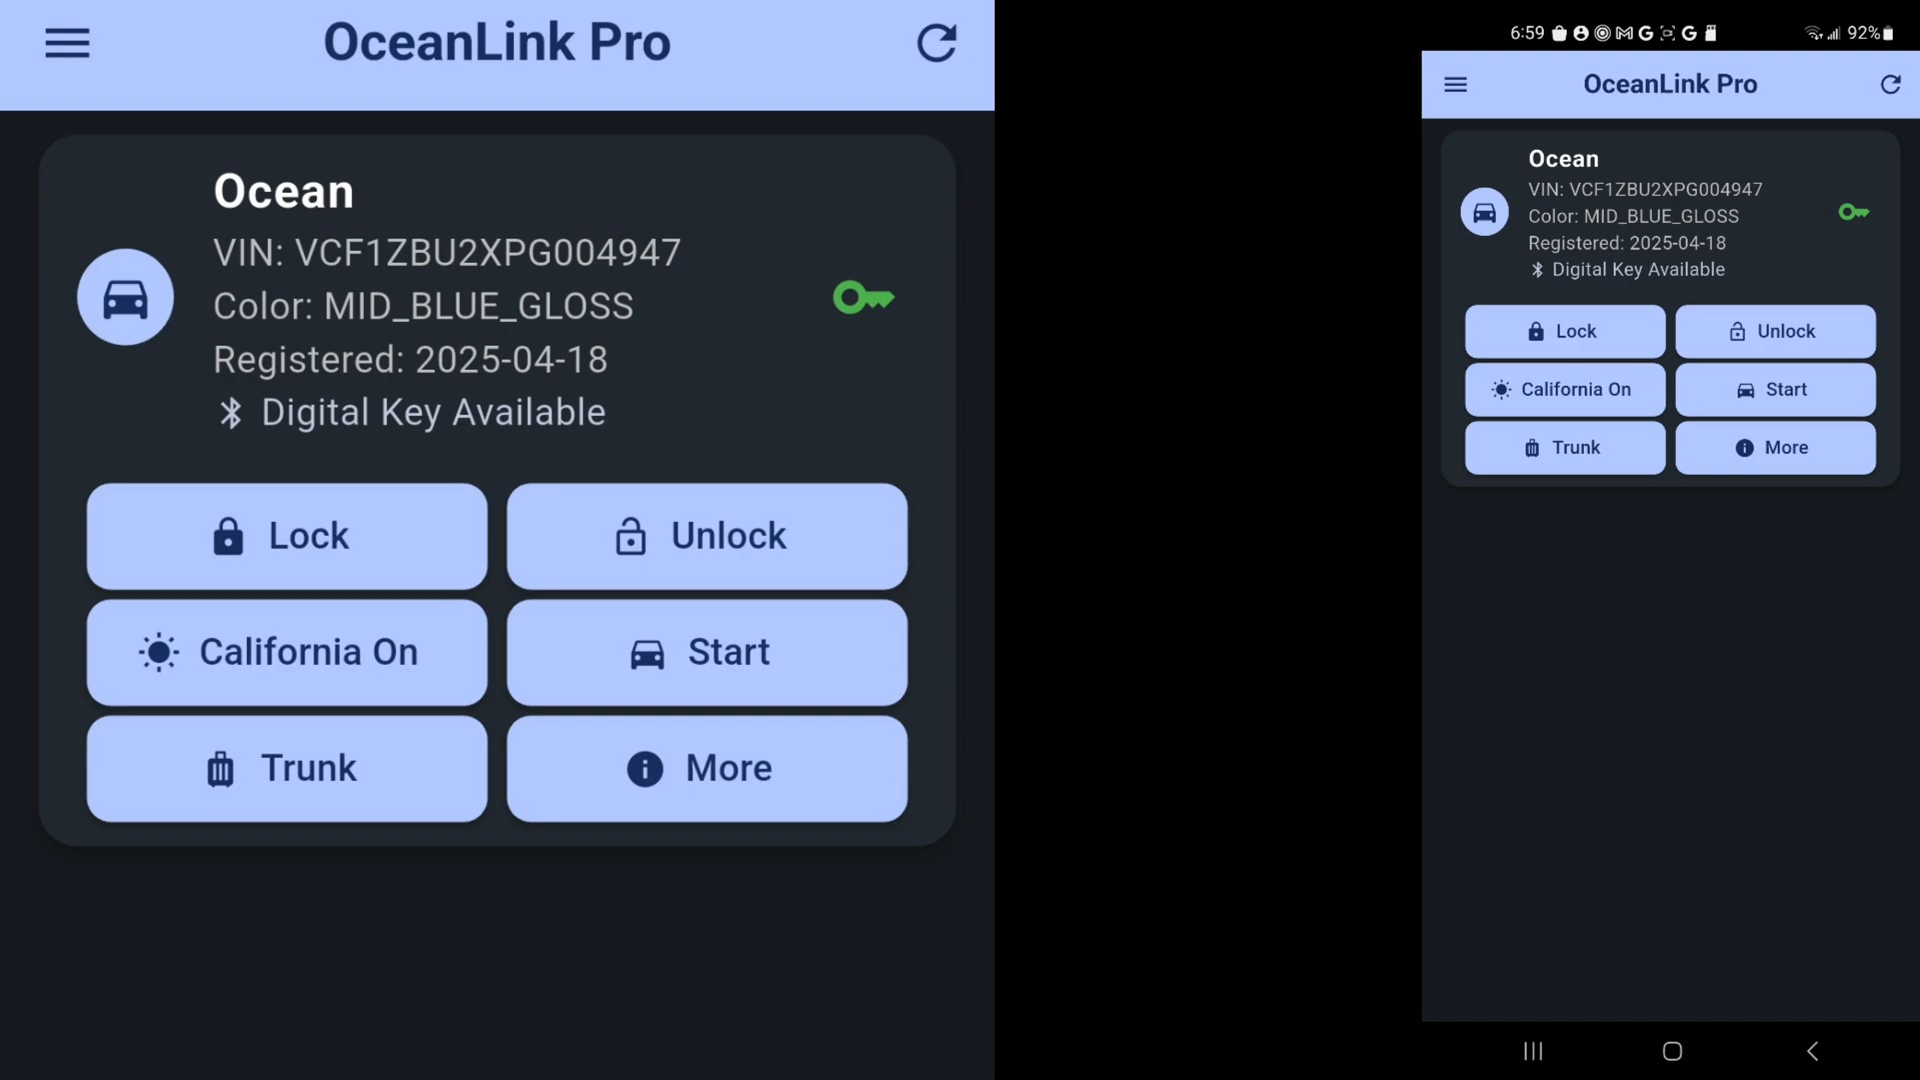 OceanLink Pro
Ocean
VIN: VCF1ZBU2XPG004947
Color: MID_BLUE_GLOSS
Registered: 2025-04-18
Digital Key Available
Lock
Unlock
California On
Start
Trunk
More
6:59
92%
OceanLink Pro
Ocean
VIN: VCF1ZBU2XPG004947
Color: MID_BLUE_GLOSS
Registered: 2025-04-18
Digital Key Available
Lock
Unlock
California On
Start
Trunk
More